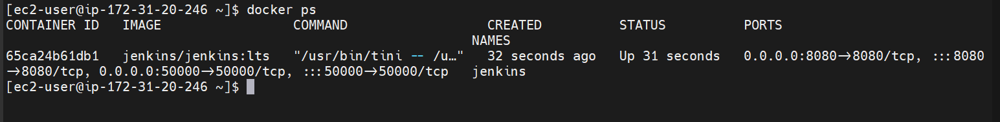 [ec2-user@ip-172-31-20-246 ~]$ docker ps
CONTAINER ID   IMAGE                 COMMAND                  CREATED          STATUS          PORTS
                                                            NAMES
65ca24b61db1   jenkins/jenkins:lts   "/usr/bin/tini -- /u…"   32 seconds ago   Up 31 seconds   0.0.0.0:8080->8080/tcp, :::8080
->8080/tcp, 0.0.0.0:50000->50000/tcp, :::50000->50000/tcp   jenkins
[ec2-user@ip-172-31-20-246 ~]$